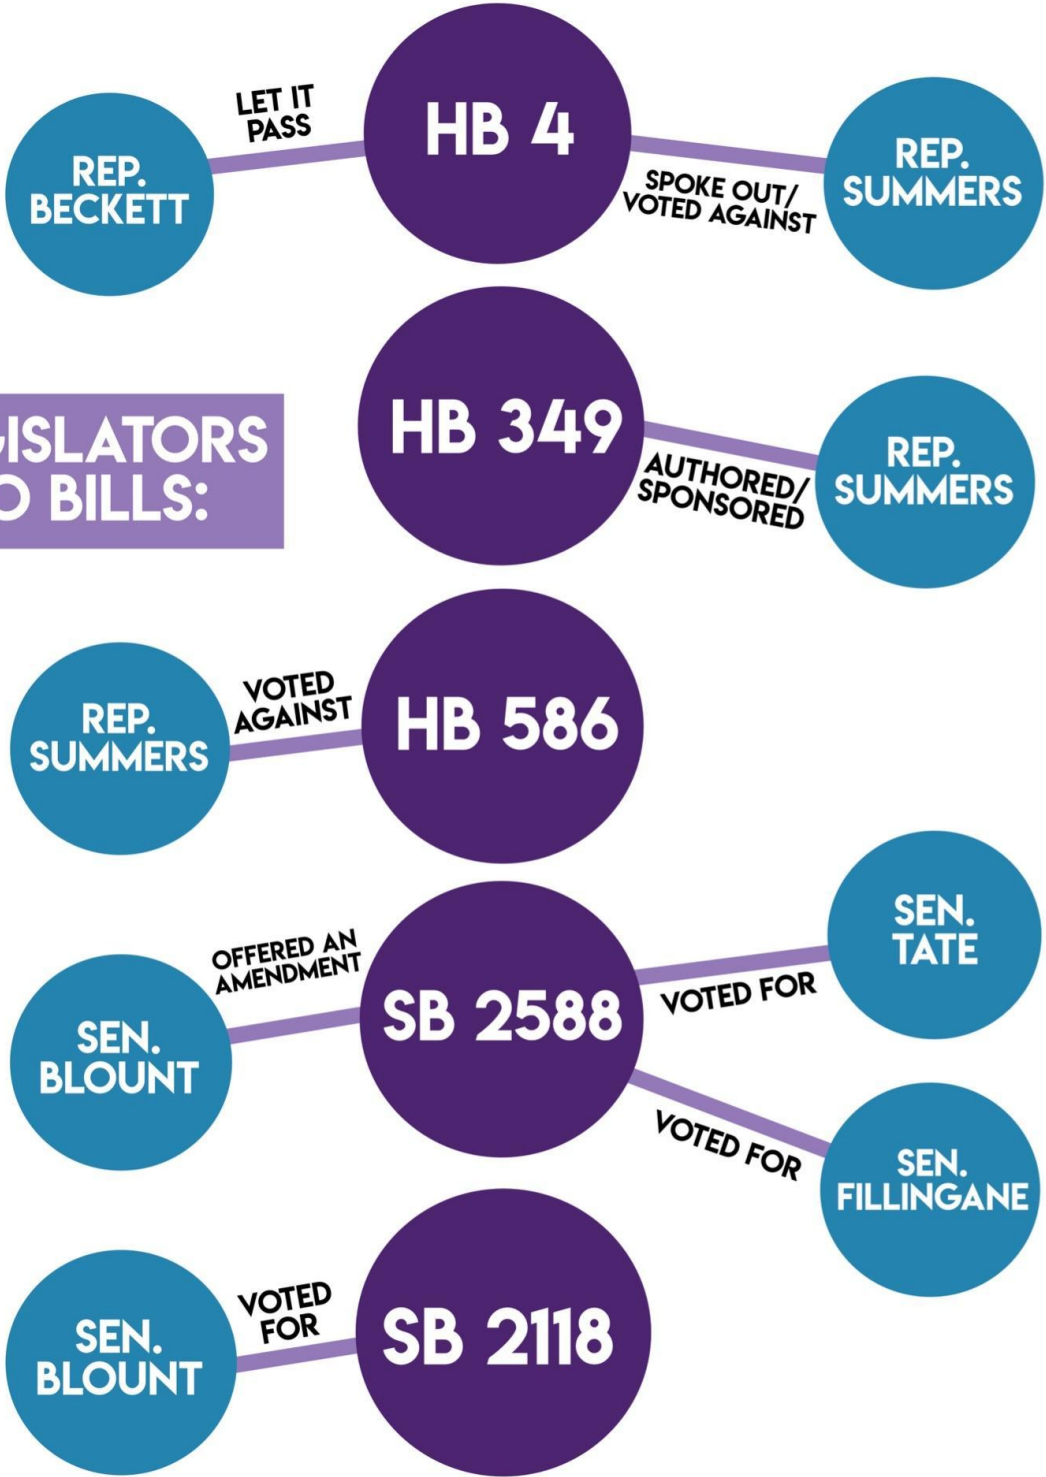 LET IT
PASS
HB 4
REP.
BECKETT
REP.
SUMMERS
SPOKE OUT/
VOTED AGAINST
GISLATORS
O BILLS:
HB 349
AUTHORED/
SPONSORED
REP.
SUMMERS
REP.
SUMMERS
VOTED
AGAINST
HB 586
OFFERED AN
AMENDMENT
SEN.
BLOUNT
SB 2588
SEN.
TATE
VOTED FOR
VOTED FOR
SEN.
FILLINGANE
SEN.
BLOUNT
VOTED
FOR
SB 2118